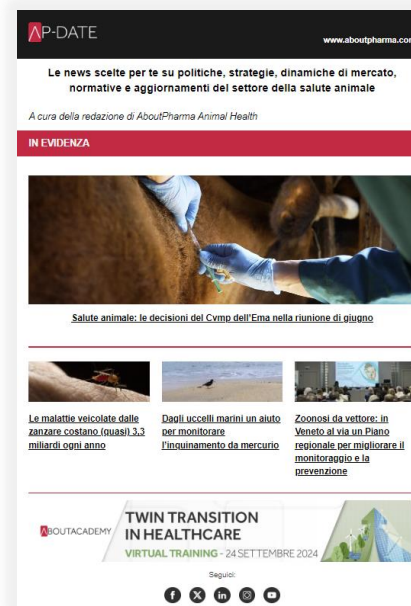 AP-DATE
www.aboutpharma.com
Le news scelte per te su politiche, strategie, dinamiche di mercato,
normative e aggiornamenti del settore della salute animale
A cura della redazione di AboutPharma Animal Health
IN EVIDENZA
Salute animale: le decisioni del Cvmp dell'Ema nella riunione di giugno
Le malattie veicolate dalle
zanzare costano (quasi) 3,3
miliardi ogni anno
Dagli uccelli marini un aiuto
per monitorare
l'inquinamento da mercurio
Zoonosi da vettore: in
Veneto al via un Piano
regionale per migliorare il
monitoraggio e la
prevenzione
ABOUTACADEMY
TWIN TRANSITION
IN HEALTHCARE
VIRTUAL TRAINING - 24 SETTEMBRE 2024
Seguici: